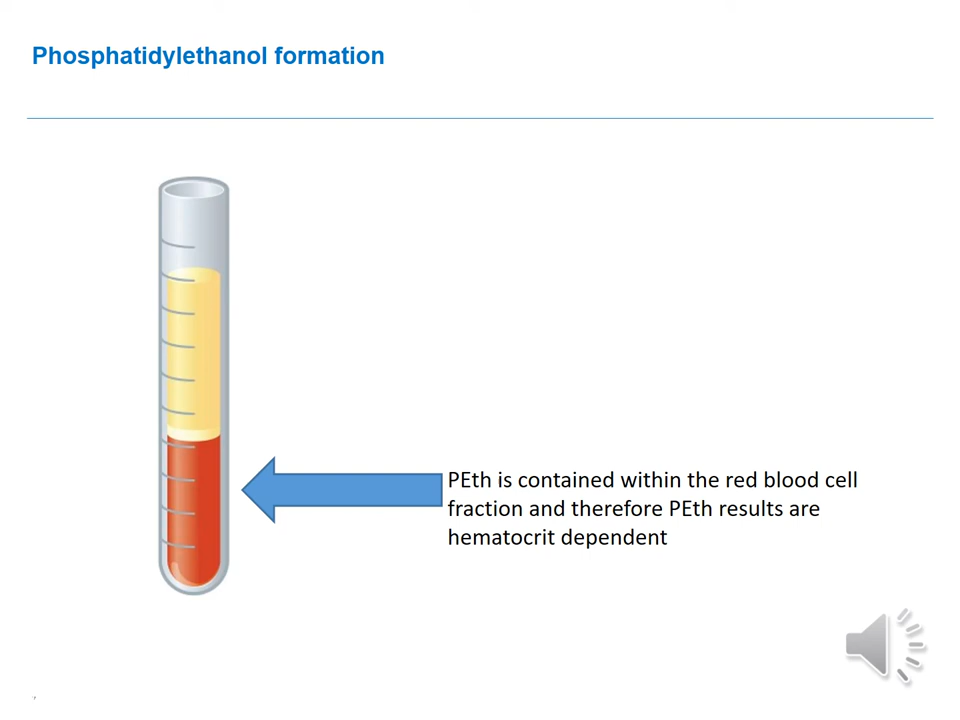 Phosphatidylethanol formation
PEth is contained within the red blood cell
fraction and therefore PEth results are
hematocrit dependent